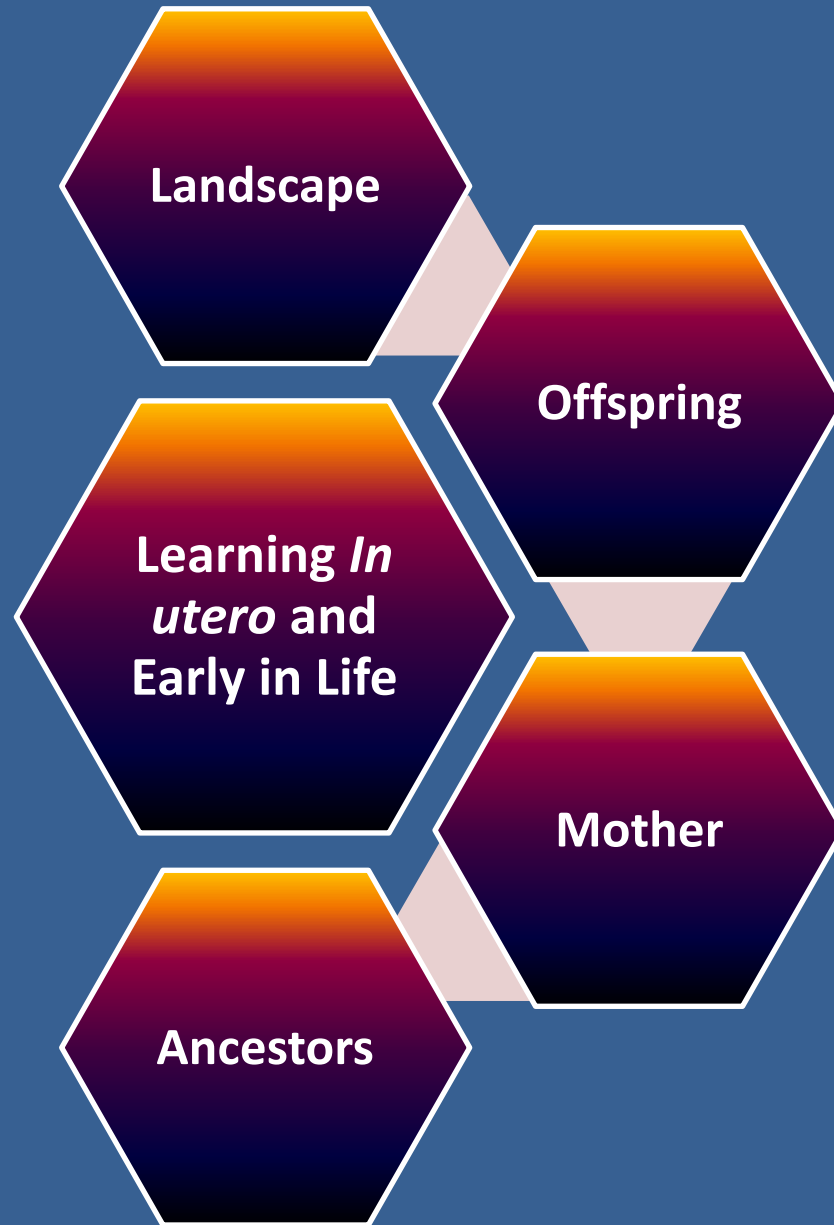 Landscape
Offspring
Learning In
utero and
Early in Life
Mother
Ancestors